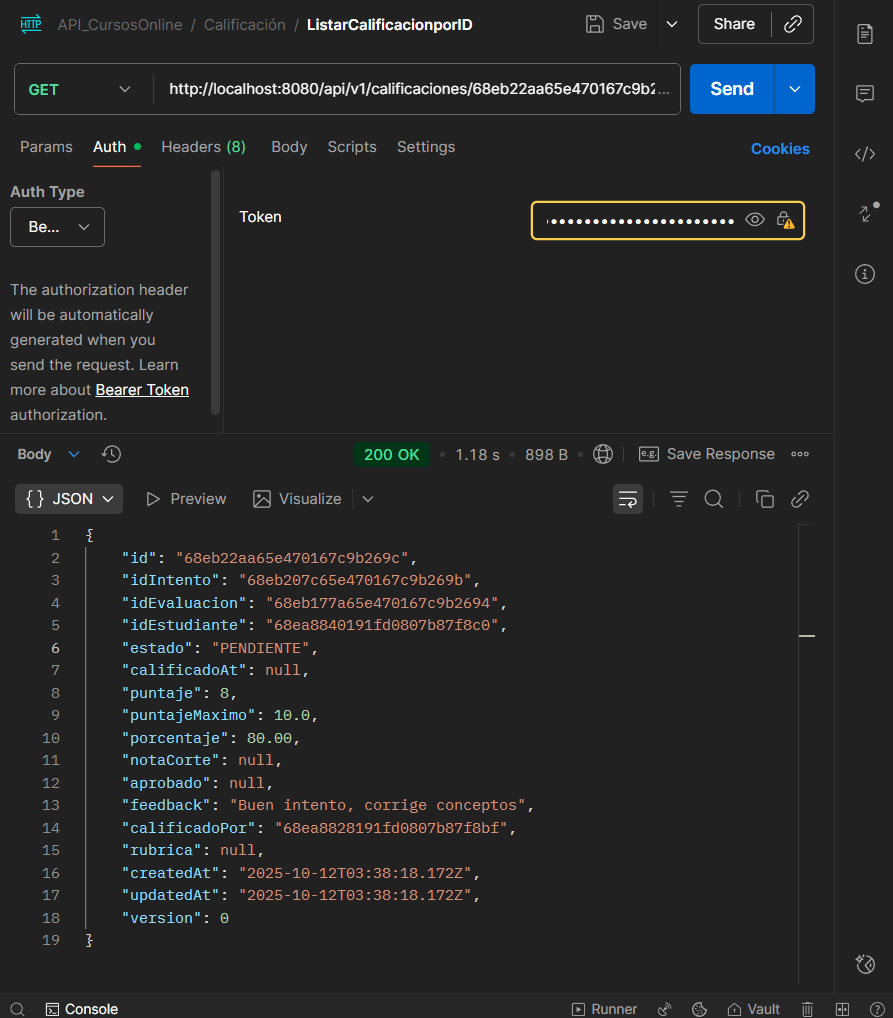 HTTP API_CursosOnline / Calificación / ListarCalificacionporID Save Share
GET http://localhost:8080/api/v1/calificaciones/68eb22aa65e470167c9b2... Send
Params Auth Headers (8) Body Scripts Settings Cookies
Auth Type
Be...
Token
The authorization header
will be automatically
generated when you
send the request. Learn
more about Bearer Token
authorization.
Body 200 OK • 1.18 s • 898 B • e.g. Save Response
{} JSON Preview Visualize
1 {
2 "id": "68eb22aa65e470167c9b269c",
3 "idIntento": "68eb207c65e470167c9b269b",
4 "idEvaluacion": "68eb177a65e470167c9b2694",
5 "idEstudiante": "68ea8840191fd0807b87f8c0",
6 "estado": "PENDIENTE",
7 "calificadoAt": null,
8 "puntaje": 8,
9 "puntajeMaximo": 10.0,
10 "porcentaje": 80.00,
11 "notaCorte": null,
12 "aprobado": null,
13 "feedback": "Buen intento, corrige conceptos",
14 "calificadoPor": "68ea8828191fd0807b87f8bf",
15 "rubrica": null,
16 "createdAt": "2025-10-12T03:38:18.172Z",
17 "updatedAt": "2025-10-12T03:38:18.172Z",
18 "version": 0
19 }
Console Runner Vault